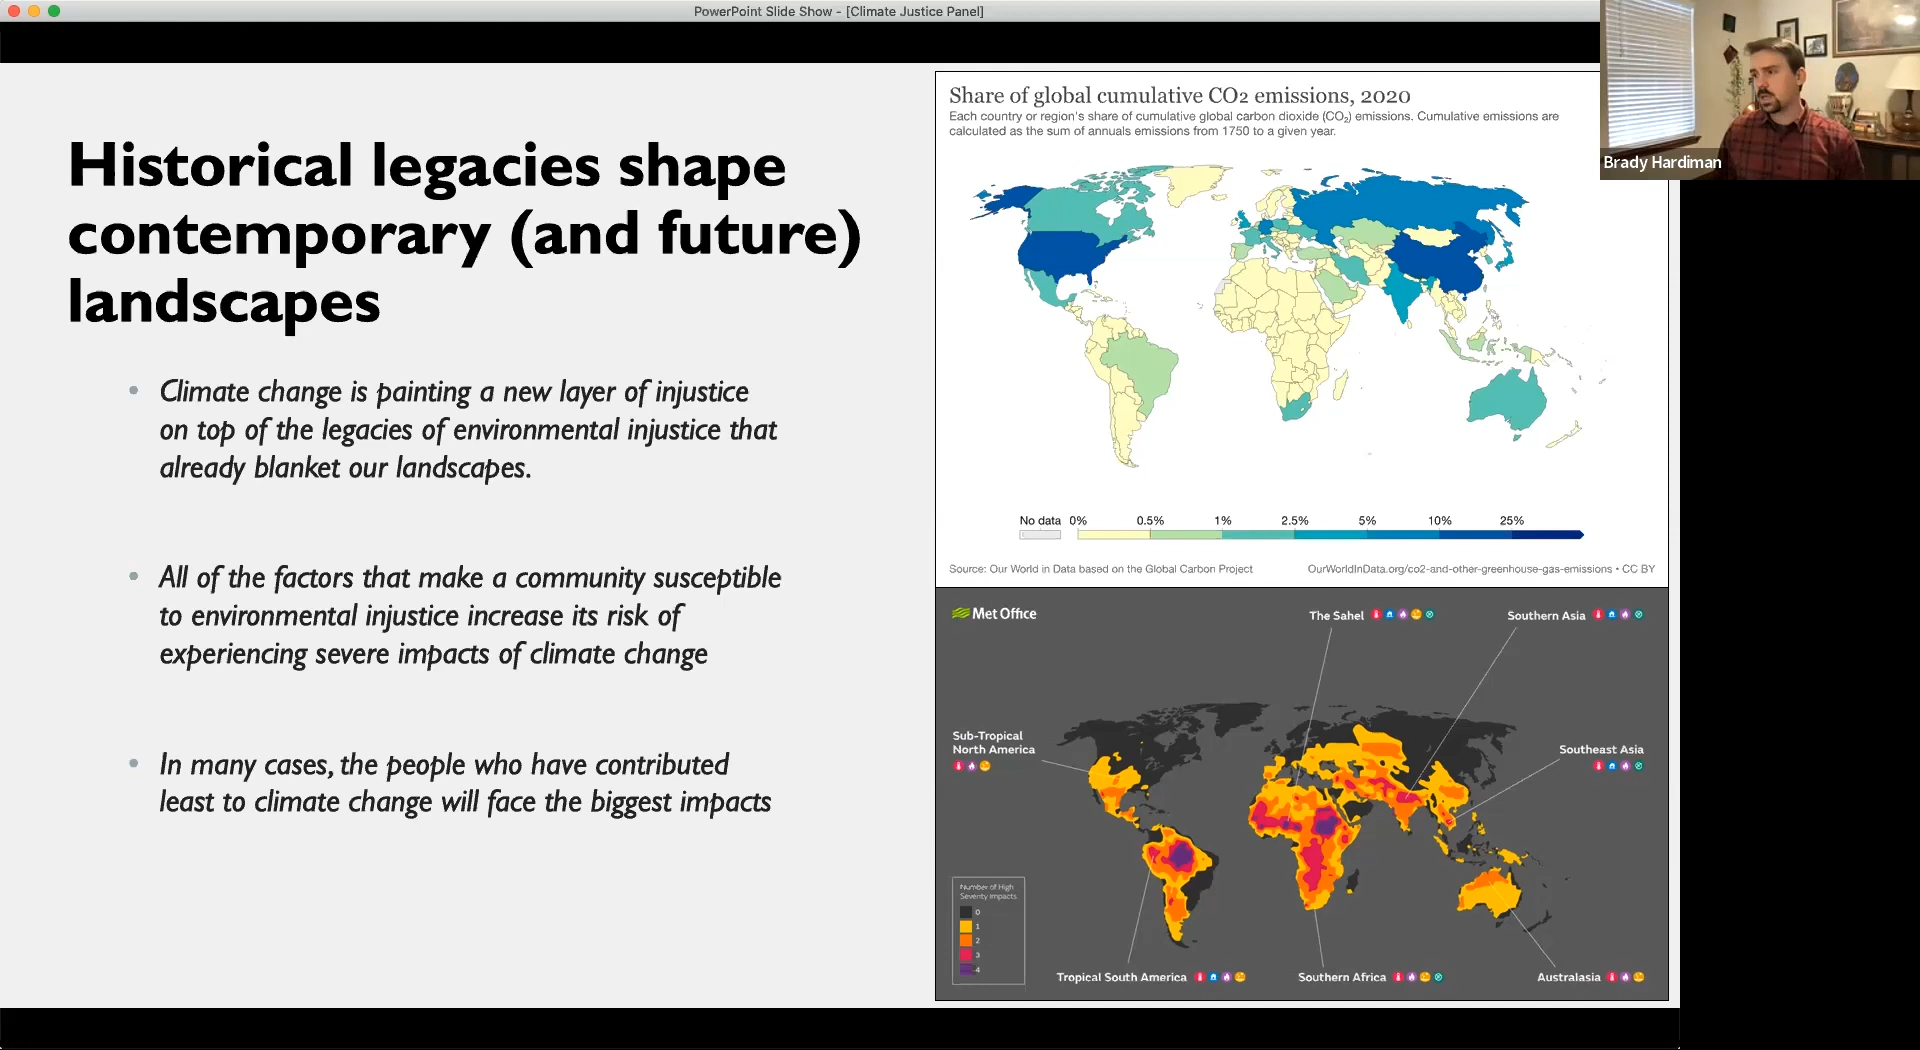 PowerPoint Slide Show - [Climate Justice Panel]
Brady Hardiman
Historical legacies shape
contemporary (and future)
landscapes
• Climate change is painting a new layer of injustice
on top of the legacies of environmental injustice that
already blanket our landscapes.
• All of the factors that make a community susceptible
to environmental injustice increase its risk of
experiencing severe impacts of climate change
• In many cases, the people who have contributed
least to climate change will face the biggest impacts
Share of global cumulative CO2 emissions, 2020
Each country or region's share of cumulative global carbon dioxide (CO₂) emissions. Cumulative emissions are
calculated as the sum of annuals emissions from 1750 to a given year.
No data 0% 0.5% 1% 2.5% 5% 10% 25%
Source: Our World in Data based on the Global Carbon Project
OurWorldInData.org/co2-and-other-greenhouse-gas-emissions • CC BY
Met Office
The Sahel
Southern Asia
Sub-Tropical
North America
Southeast Asia
Number of High
Severity Impacts
0
1
2
3
4
Tropical South America
Southern Africa
Australasia